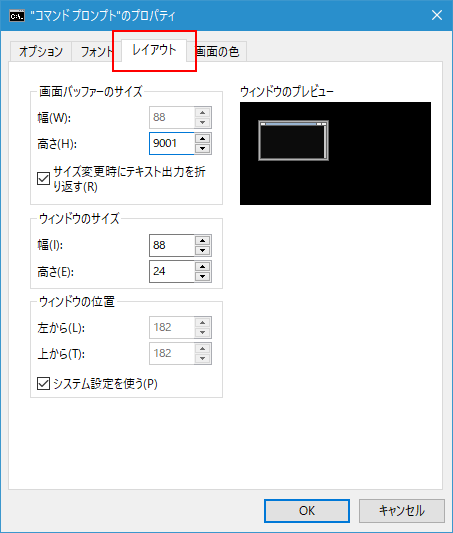 "コマンド プロンプト"のプロパティ
オプション フォント レイアウト 画面の色
画面バッファーのサイズ
幅(W): 88
高さ(H): 9001
サイズ変更時にテキスト出力を折
り返す(R)
ウィンドウのサイズ
幅(I): 88
高さ(E): 24
ウィンドウの位置
左から(L): 182
上から(T): 182
システム設定を使う(P)
ウィンドウのプレビュー
OK キャンセル